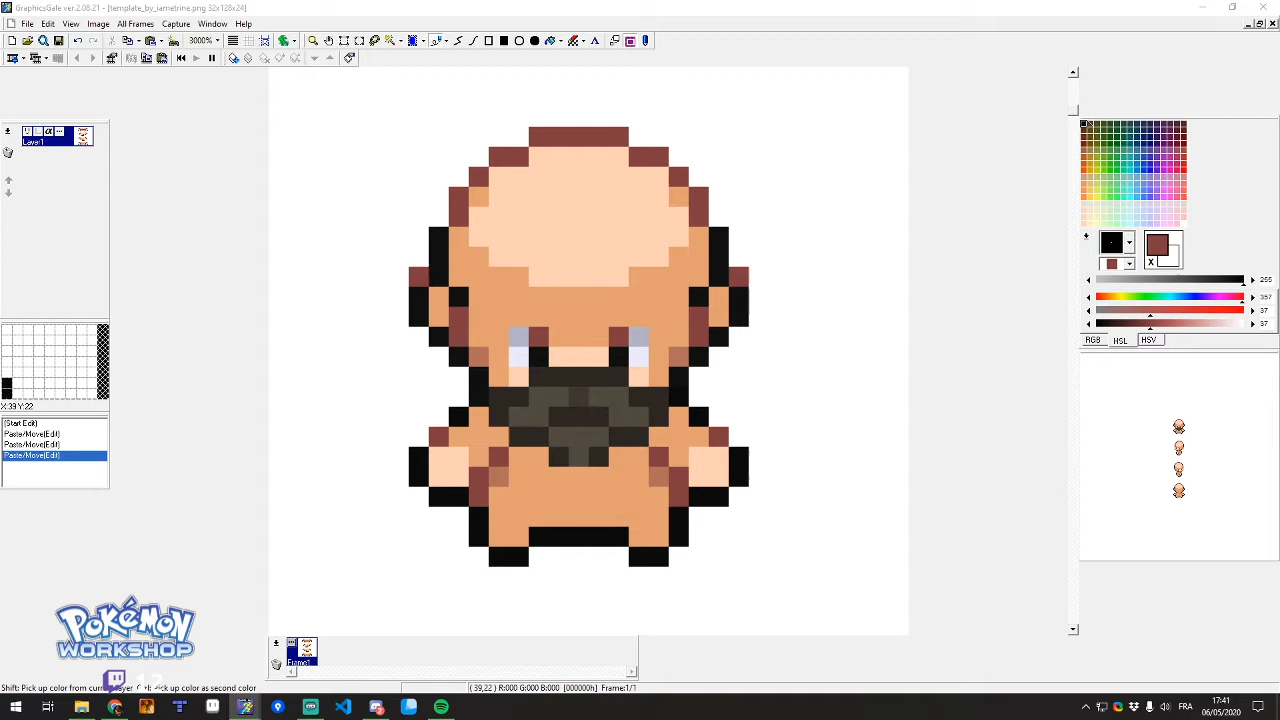 GraphicsGale ver.2.08.21 - [template_by_iametrine.png 32x128x24]
File Edit View Image All Frames Capture Window Help
3000%
Layer1
X:39 Y:22
(Start Edit)
Paste/Move(Edit)
Paste/Move(Edit)
Paste/Move(Edit)
X
255
357
37
37
RGB HSL HSV
POKéMON
WORKSHOP
12
Frame1
Shift: Pick up color from current layer Ctrl: Pick up color as second color
( 39,22 ) R:000 G:000 B:000 [000000h] Frame:1/1
FRA
17:41
06/05/2020